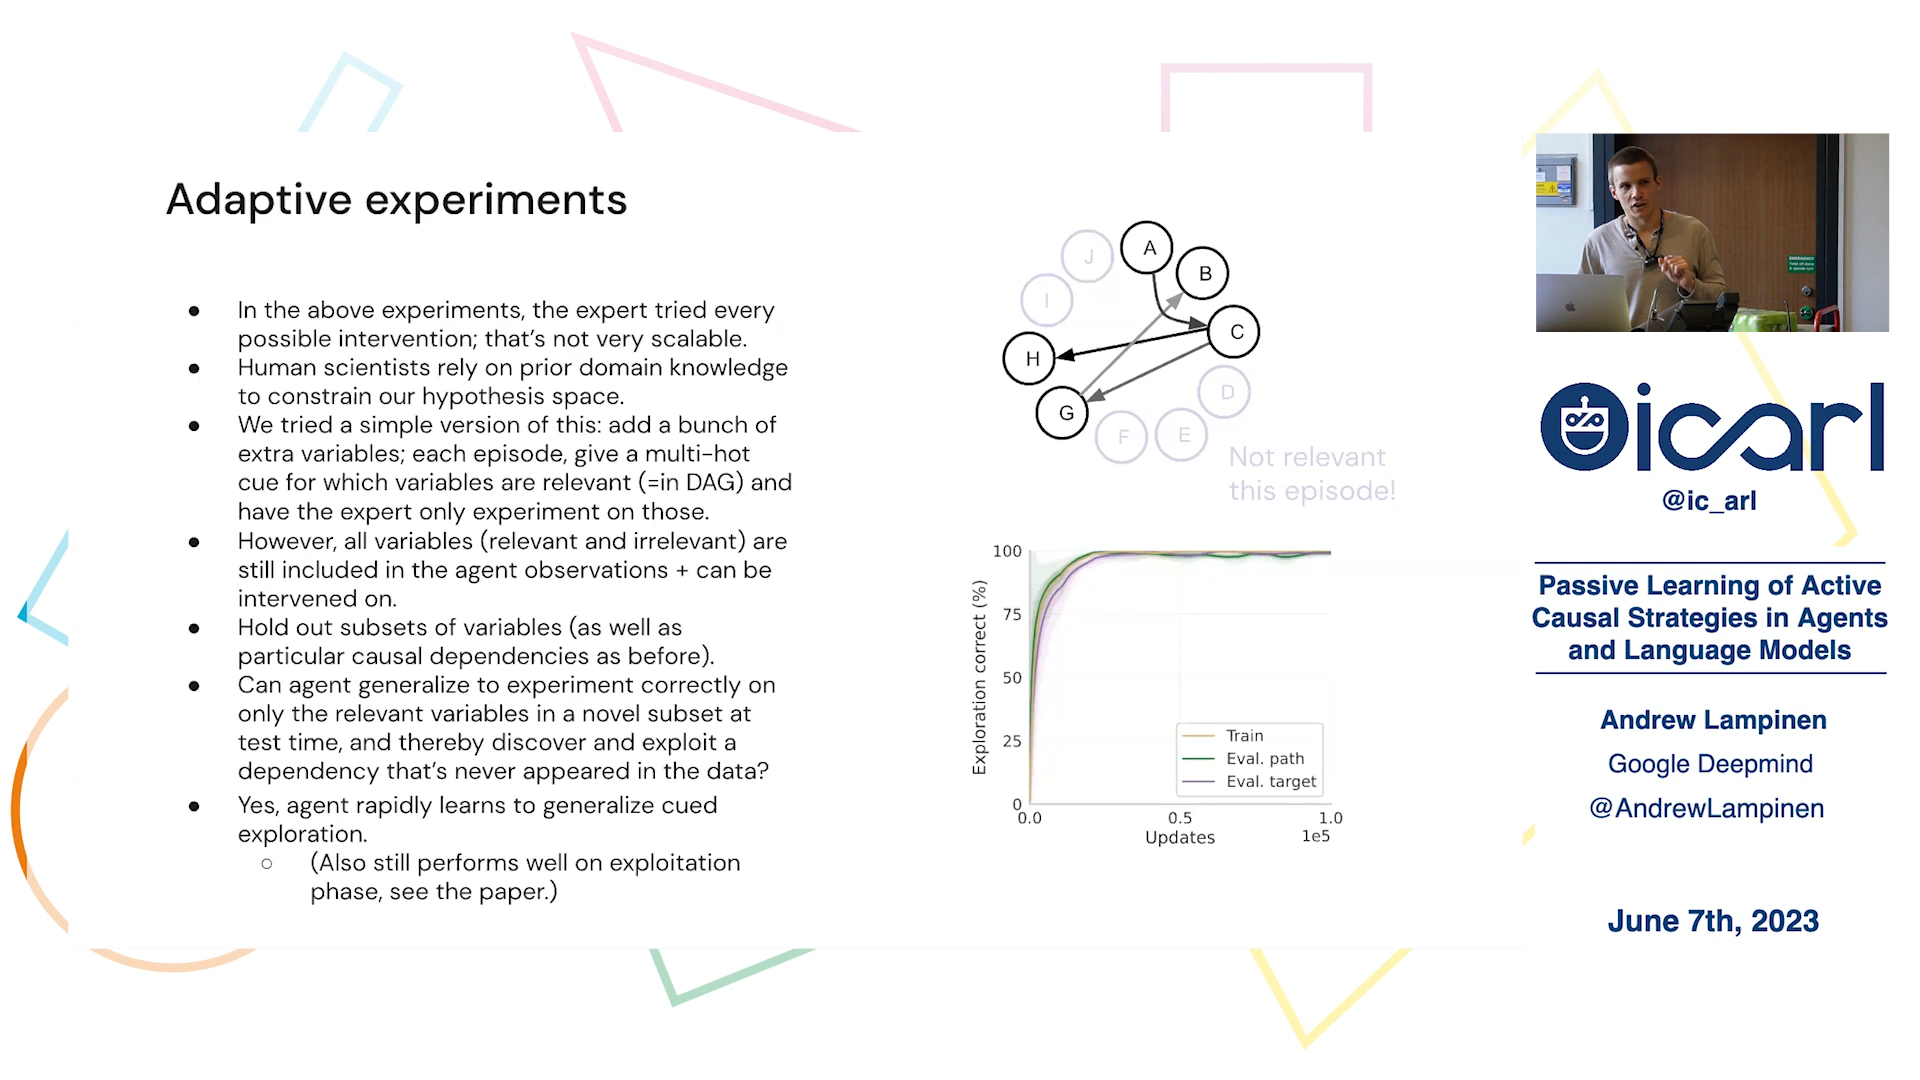 Adaptive experiments
● In the above experiments, the expert tried every
possible intervention; that's not very scalable.
● Human scientists rely on prior domain knowledge
to constrain our hypothesis space.
● We tried a simple version of this: add a bunch of
extra variables; each episode, give a multi-hot
cue for which variables are relevant (=in DAG) and
have the expert only experiment on those.
● However, all variables (relevant and irrelevant) are
still included in the agent observations + can be
intervened on.
● Hold out subsets of variables (as well as
particular causal dependencies as before).
● Can agent generalize to experiment correctly on
only the relevant variables in a novel subset at
test time, and thereby discover and exploit a
dependency that's never appeared in the data?
● Yes, agent rapidly learns to generalize cued
exploration.
○ (Also still performs well on exploitation
phase, see the paper.)
A
B
C
D
E
F
G
H
I
J
Not relevant
this episode!
Exploration correct (%)
100
75
50
25
0
0.0
0.5
1.0
1e5
Updates
Train
Eval. path
Eval. target
EMERGENCY
icarl
@ic_arl
Passive Learning of Active
Causal Strategies in Agents
and Language Models
Andrew Lampinen
Google Deepmind
@AndrewLampinen
June 7th, 2023